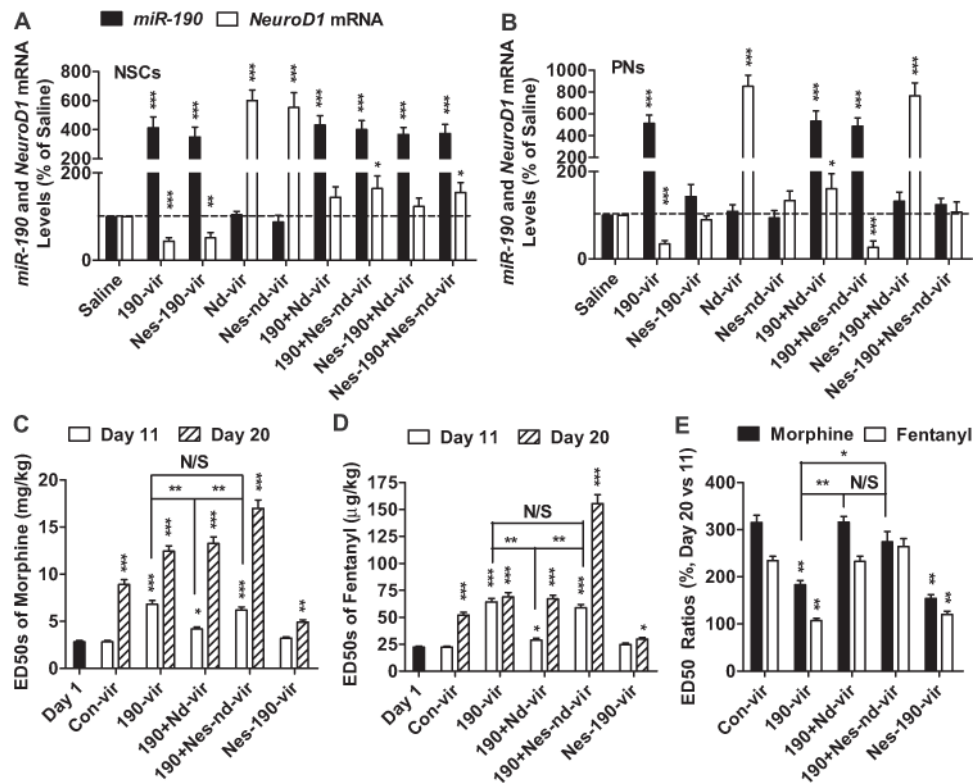 A ■ miR-190 □ NeuroD1 mRNA
NSCs
miR-190 and NeuroD1 mRNA
Levels (% of Saline)
800
600
400
200
200
100
0
*** *** *** ** *** *** *** *** * *** *** *
Saline
190-vir
Nes-190-vir
Nd-vir
Nes-nd-vir
190+Nd-vir
190+Nes-nd-vir
Nes-190+Nd-vir
Nes-190+Nes-nd-vir
B
PNs
miR-190 and NeuroD1 mRNA
Levels (% of Saline)
1000
800
600
400
200
200
100
0
*** *** *** *** * *** *** ***
Saline
190-vir
Nes-190-vir
Nd-vir
Nes-nd-vir
190+Nd-vir
190+Nes-nd-vir
Nes-190+Nd-vir
Nes-190+Nes-nd-vir
C □ Day 11 Day 20
ED50s of Morphine (mg/kg)
20
15
10
5
0
N/S
** **
*** *** *** * *** *** *** **
Day 1
Con-vir
190-vir
190+Nd-vir
190+Nes-nd-vir
Nes-190-vir
D □ Day 11 Day 20
ED50s of Fentanyl (μg/kg)
175
150
125
100
75
50
25
0
N/S
** **
*** *** *** * *** *** *** *
Day 1
Con-vir
190-vir
190+Nd-vir
190+Nes-nd-vir
Nes-190-vir
E ■ Morphine □ Fentanyl
ED50 Ratios (%, Day 20 vs 11)
400
300
200
100
0
*
** N/S
** ** ** **
Con-vir
190-vir
190+Nd-vir
190+Nes-nd-vir
Nes-190-vir